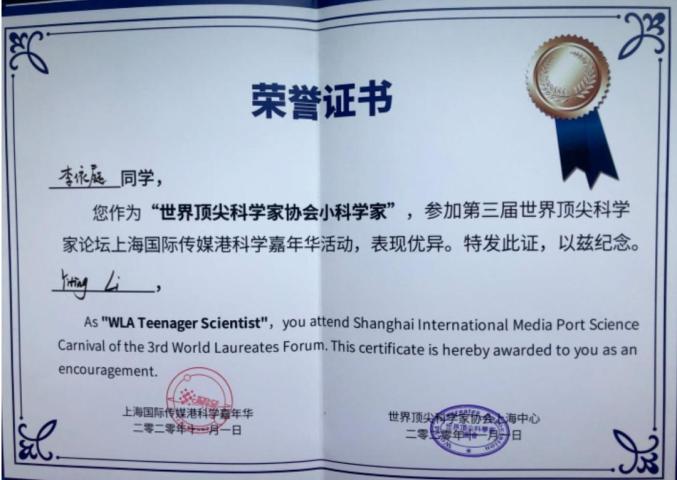 荣誉证书
李依庭 同学，
您作为“世界顶尖科学家协会小科学家”，参加第三届世界顶尖科学
家论坛上海国际传媒港科学嘉年华活动，表现优异。特发此证，以兹纪念。
Yiting Li ,
As "WLA Teenager Scientist", you attend Shanghai International Media Port Science
Carnival of the 3rd World Laureates Forum. This certificate is hereby awarded to you as an
encouragement.
上海国际传媒港科学嘉年华
二零二零年十一月一日
世界顶尖科学家协会上海中心
二零二零年十一月一日